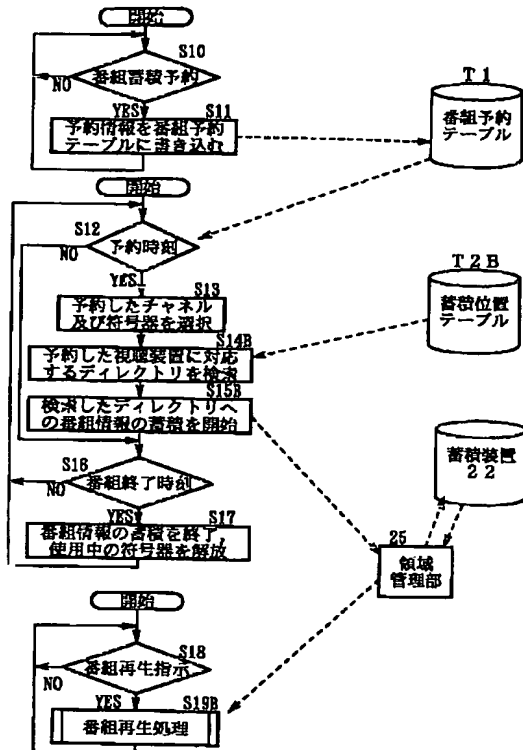 開始
S10
番組蓄積予約
NO
YES
S11
予約情報を番組予約
テーブルに書き込む
T1
番組予約
テーブル
開始
S12
予約時刻
NO
YES
S13
予約したチャネル
及び符号器を選択
S14B
予約した視聴装置に対応
するディレクトリを検索
S15B
検索したディレクトリへ
の番組情報の蓄積を開始
T2B
蓄積位置
テーブル
S16
番組終了時刻
NO
YES
S17
番組情報の蓄積を終了,
使用中の符号器を解放
蓄積装置
22
25
領域
管理部
開始
S18
番組再生指示
NO
YES
S19B
番組再生処理